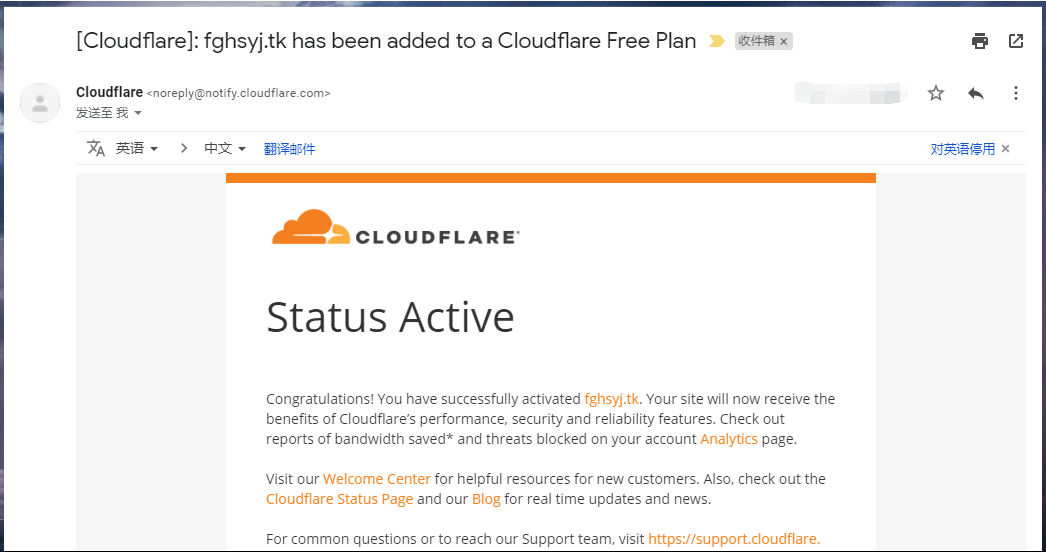 [Cloudflare]: fghsyj.tk has been added to a Cloudflare Free Plan 收件箱 ×
Cloudflare <noreply@notify.cloudflare.com>
发送至 我
英语 > 中文 翻译邮件 对英语停用 ×
CLOUDFLARE
Status Active
Congratulations! You have successfully activated fghsyj.tk. Your site will now receive the
benefits of Cloudflare’s performance, security and reliability features. Check out
reports of bandwidth saved* and threats blocked on your account Analytics page.
Visit our Welcome Center for helpful resources for new customers. Also, check out the
Cloudflare Status Page and our Blog for real time updates and news.
For common questions or to reach our Support team, visit https://support.cloudflare.